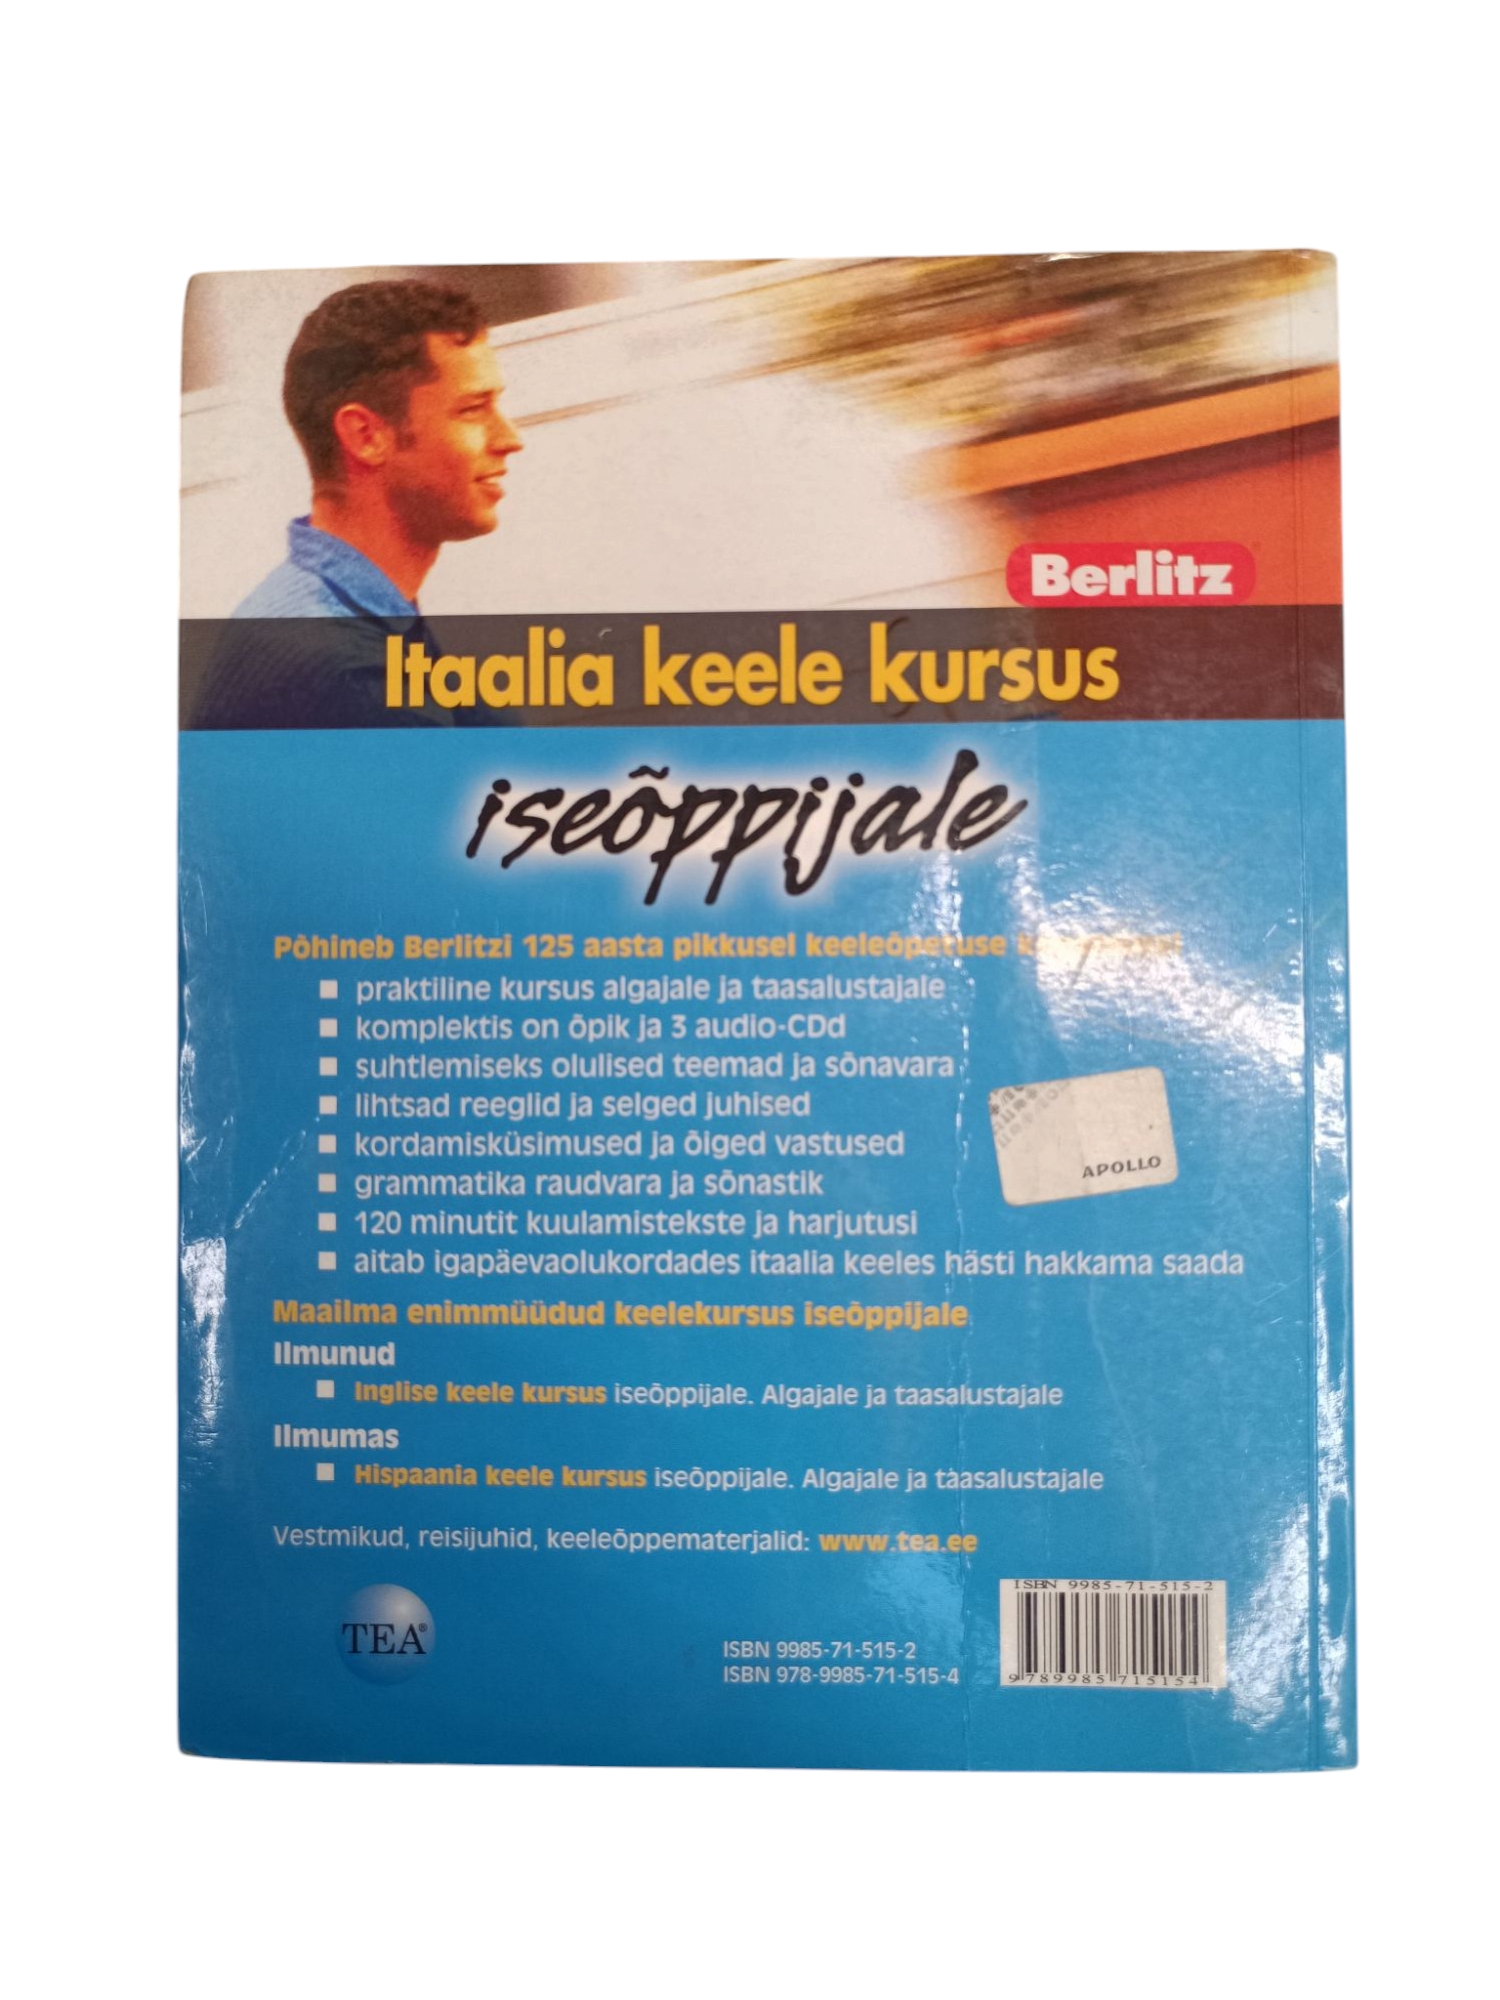 Berlitz
Itaalia keele kursus
iseõppijale
Põhineb Berlitzi 125 aasta pikkusel keeleõpetuse
■ praktiline kursus algajale ja taasalustajale
■ komplektis on õpik ja 3 audio-CDd
■ suhtlemiseks olulised teemad ja sõnavara
■ lihtsad reeglid ja selged juhised
■ kordamisküsimused ja õiged vastused
APOLLO
■ grammatika raudvara ja sõnastik
■ 120 minutit kuulamistekste ja harjutusi
■ aitab igapäevaolukordades itaalia keeles hästi hakkama saada
Maailma enimmüüdud keelekursus iseõppijale
Ilmunud
■ Inglise keele kursus iseõppijale. Algajale ja taasalustajale
Ilmumas
■ Hispaania keele kursus iseõppijale. Algajale ja taasalustajale
Vestmikud, reisijuhid, keeleõppematerjalid: www.tea.ee
TEA®
ISBN 9985-71-515-2
ISBN 978-9985-71-515-4
ISBN 9985-71-515-2
9 789985 715154